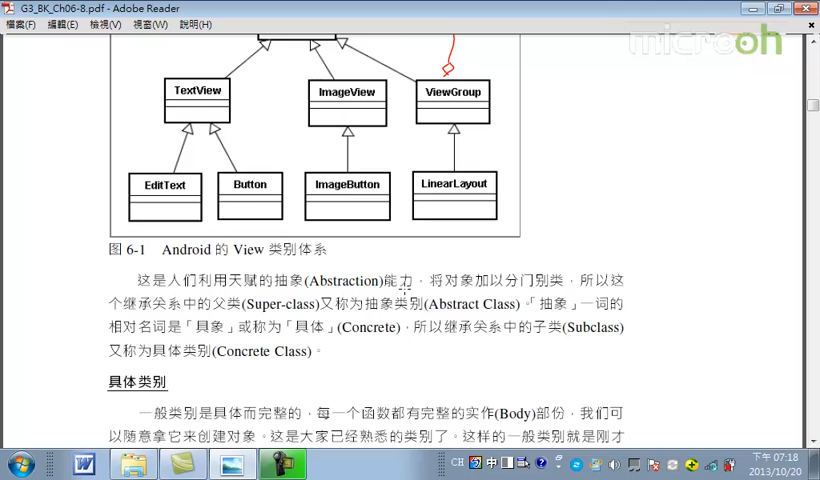 G3_BK_Ch06-8.pdf - Adobe Reader
檔案(F) 編輯(E) 檢視(V) 視窗(W) 說明(H)
microoh
TextView
ImageView
ViewGroup
EditText
Button
ImageButton
LinearLayout
图 6-1 Android 的 View 类别体系
这是人们利用天赋的抽象(Abstraction)能力，将对象加以分门别类，所以这
个继承关系中的父类(Super-class)又称为抽象类别(Abstract Class)。「抽象」一词的
相对名词是「具象」或称为「具体」(Concrete)，所以继承关系中的子类(Subclass)
又称为具体类别(Concrete Class)。
具体类别
一般类别是具体而完整的，每一个函数都有完整的实作(Body)部份，我们可
以随意拿它来创建对象。这是大家已经熟悉的类别了。这样的一般类别就是刚才
CH 中
下午 07:18
2013/10/20